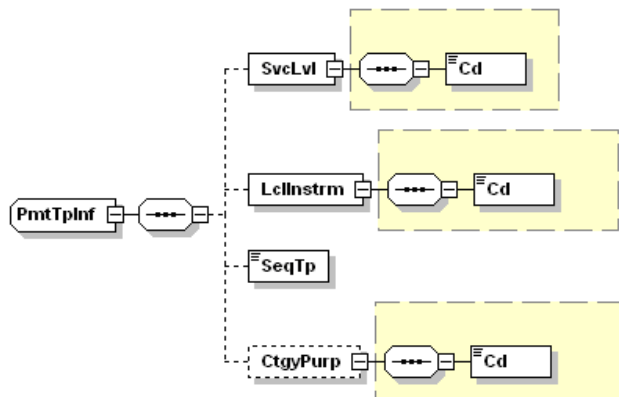 SvcLvl
Cd
LclInstrm
Cd
PmtTpInf
SeqTp
CtgyPurp
Cd